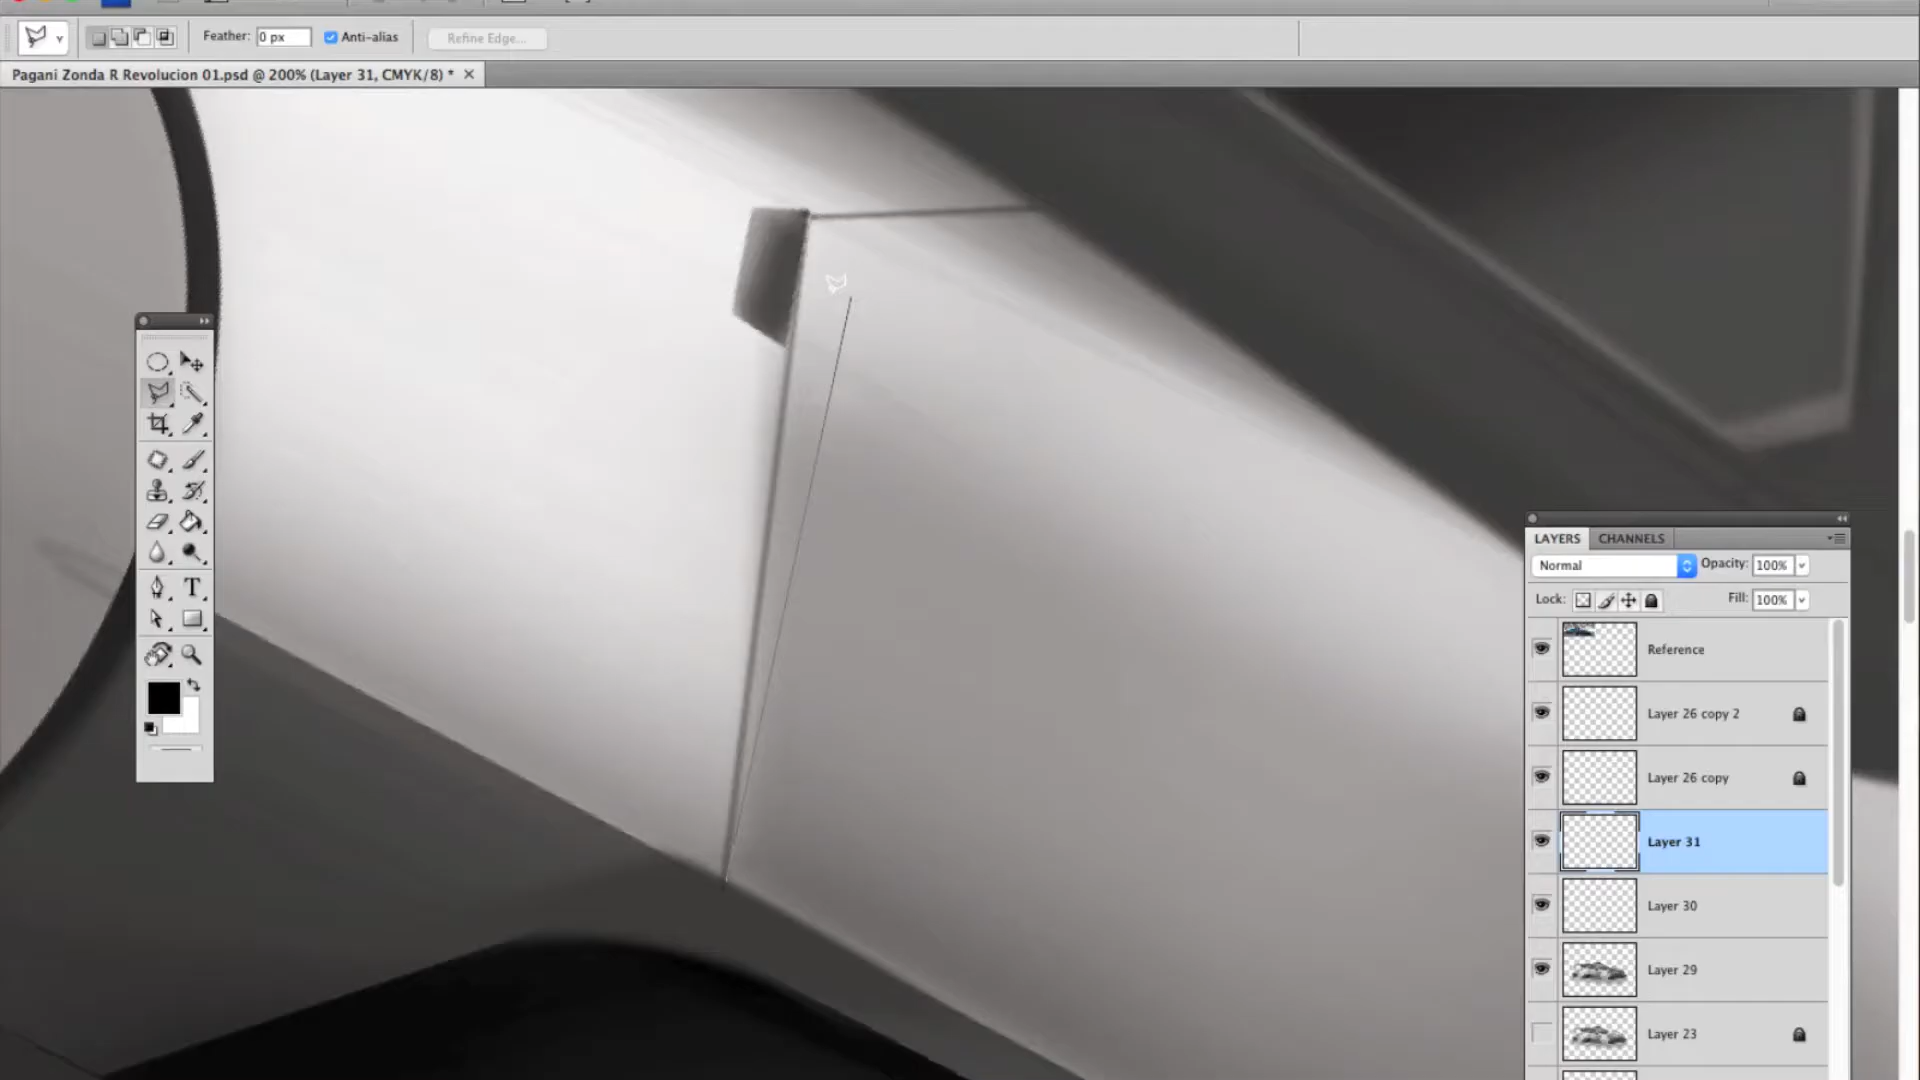 Feather: 0 px Anti-alias Refine Edge...
Pagani Zonda R Revolucion 01.psd @ 200% (Layer 31, CMYK/8) *
LAYERS CHANNELS
Normal Opacity: 100%
Lock: Fill: 100%
Reference
Layer 26 copy 2
Layer 26 copy
Layer 31
Layer 30
Layer 29
Layer 23